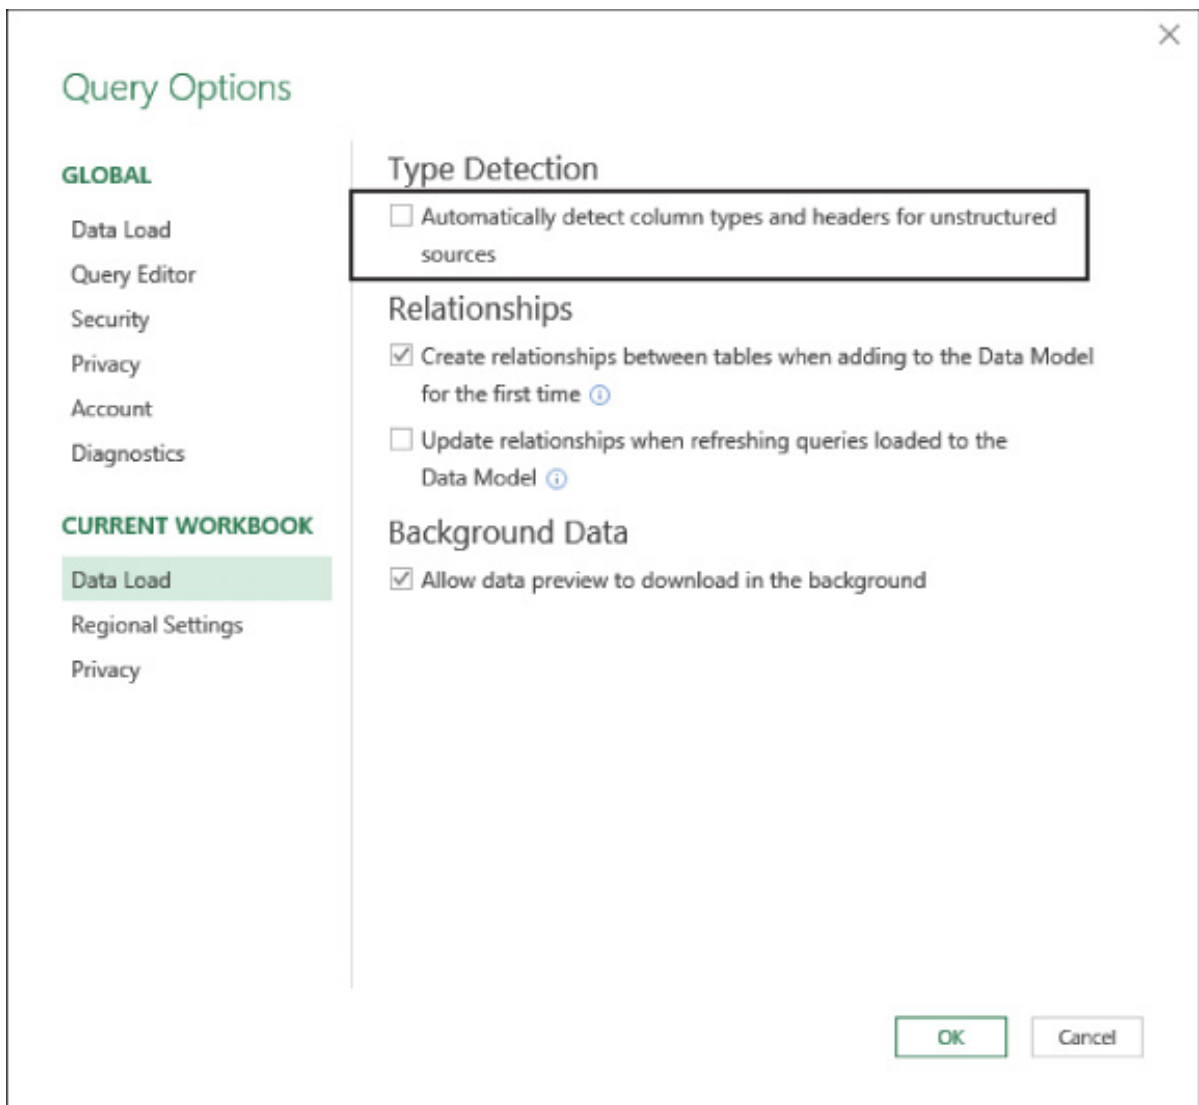 Query Options
GLOBAL
Data Load
Query Editor
Security
Privacy
Account
Diagnostics
CURRENT WORKBOOK
Data Load
Regional Settings
Privacy
Type Detection
Automatically detect column types and headers for unstructured
sources
Relationships
Create relationships between tables when adding to the Data Model
for the first time
Update relationships when refreshing queries loaded to the
Data Model
Background Data
Allow data preview to download in the background
OK
Cancel